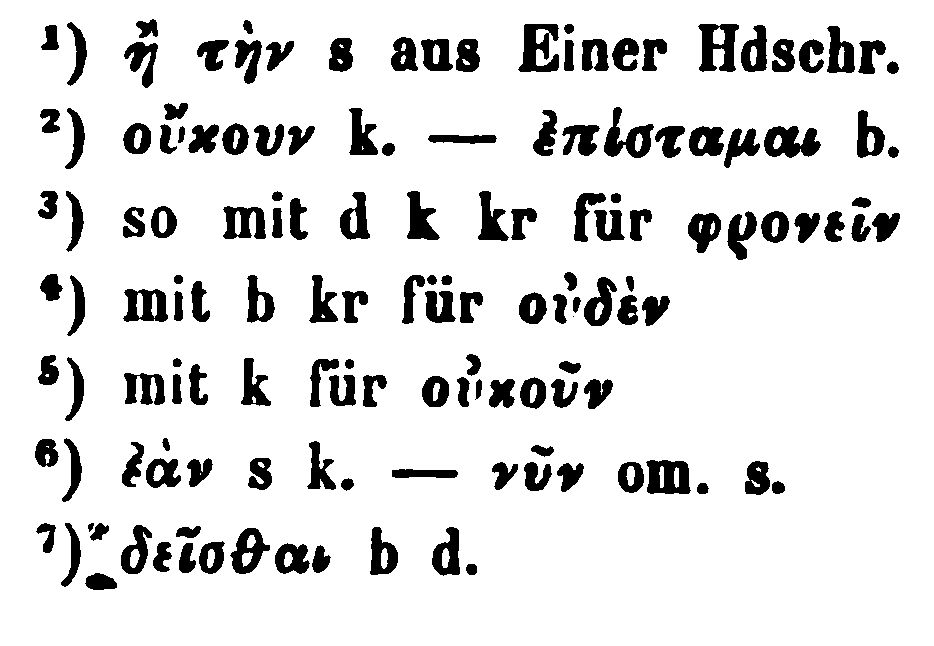 ¹) ἢ τὴν s aus Einer Hdschr.
²) οὔκουν k. — ἐπίσταμαι b.
³) so mit d k kr für φρονεῖν
⁴) mit b kr für οὐδὲν
⁵) mit k für οὐκοῦν
⁶) ἐὰν s k. — νῦν om. s.
⁷) δεῖσθαι b d.